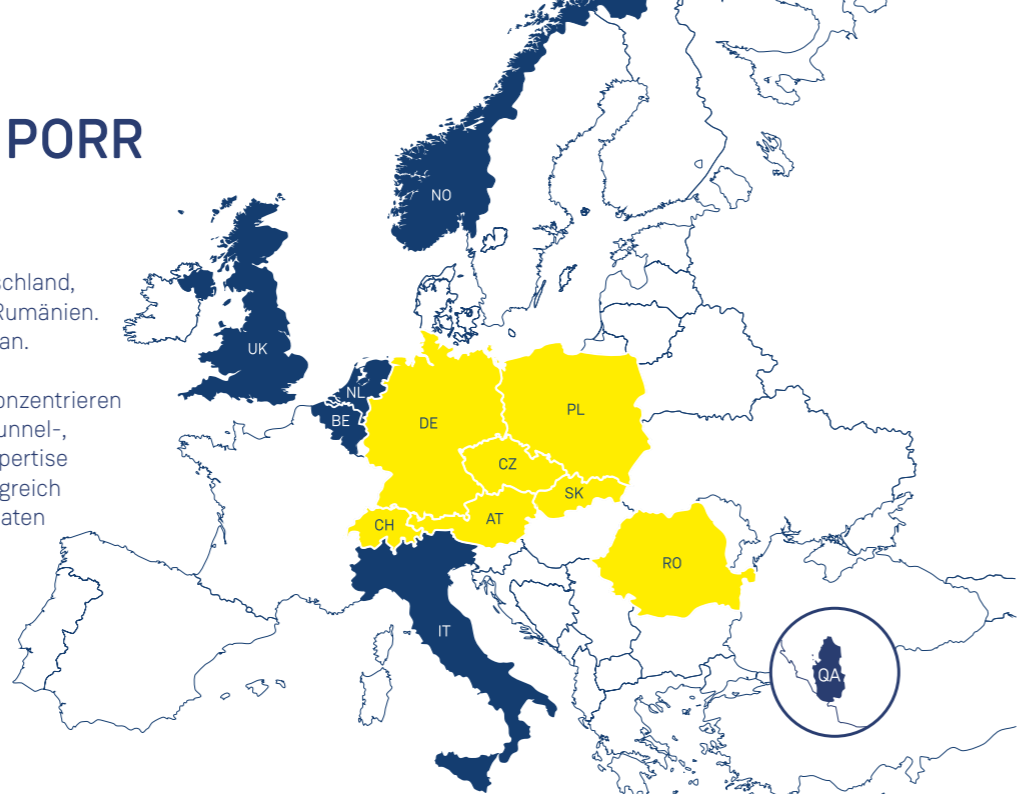 PORR
schland,
Rumänien.
an.
onzentrieren
unnel-,
pertise
greich
aten
NO
UK
NL
BE
DE
PL
CZ
SK
AT
CH
RO
IT
QA